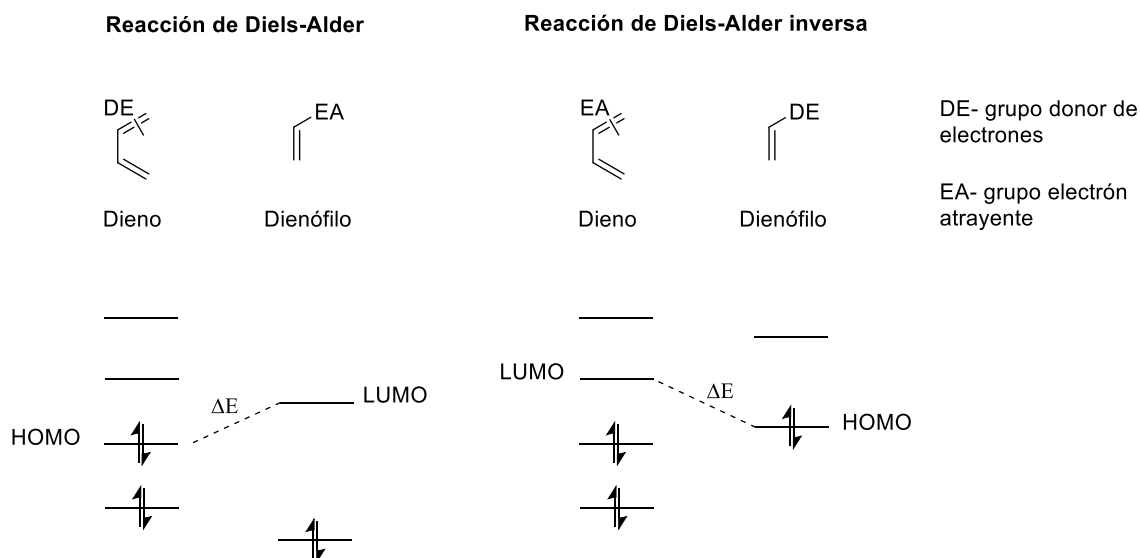 Reacción de Diels-Alder
Reacción de Diels-Alder inversa
DE
EA
EA
DE
DE- grupo donor de
electrones
EA- grupo electrón
atrayente
Dieno
Dienófilo
Dieno
Dienófilo
LUMO
ΔE
HOMO
LUMO
ΔE
HOMO